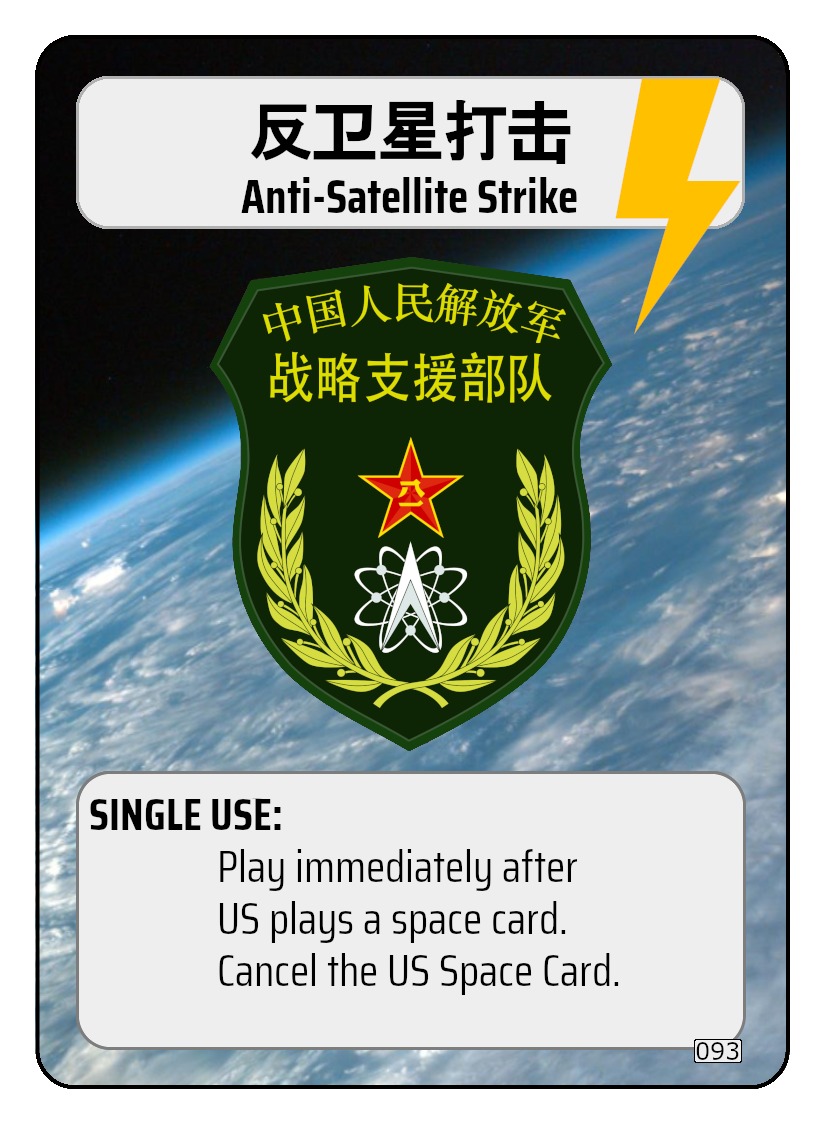 反卫星打击
Anti-Satellite Strike
中国人民解放军
战略支援部队
八一
SINGLE USE:
Play immediately after
US plays a space card.
Cancel the US Space Card.
093